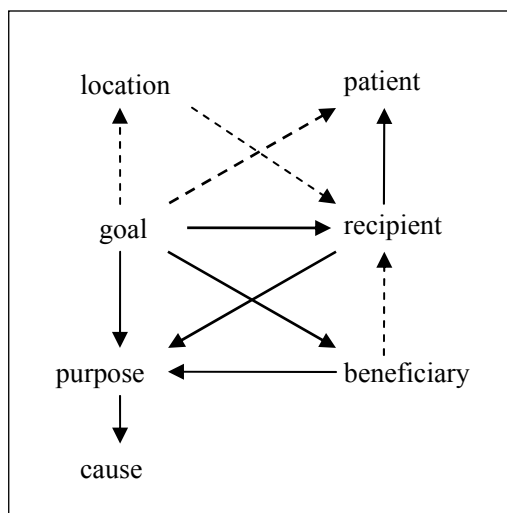 location patient
goal recipient
purpose beneficiary
cause